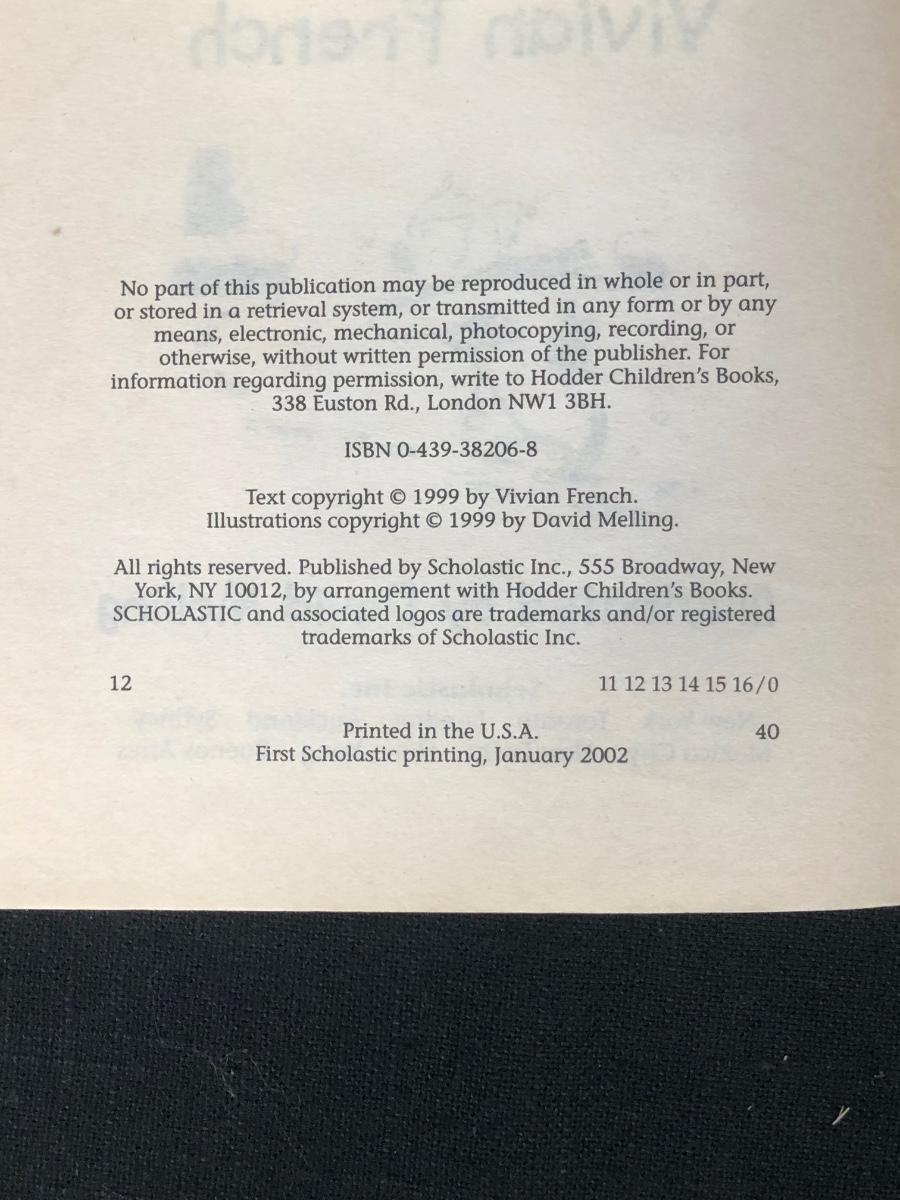 Vivian French
No part of this publication may be reproduced in whole or in part,
or stored in a retrieval system, or transmitted in any form or by any
means, electronic, mechanical, photocopying, recording, or
otherwise, without written permission of the publisher. For
information regarding permission, write to Hodder Children's Books,
338 Euston Rd., London NW1 3BH.
ISBN 0-439-38206-8
Text copyright © 1999 by Vivian French.
Illustrations copyright © 1999 by David Melling.
All rights reserved. Published by Scholastic Inc., 555 Broadway, New
York, NY 10012, by arrangement with Hodder Children's Books.
SCHOLASTIC and associated logos are trademarks and/or registered
trademarks of Scholastic Inc.
12 11 12 13 14 15 16/0
Printed in the U.S.A. 40
First Scholastic printing, January 2002